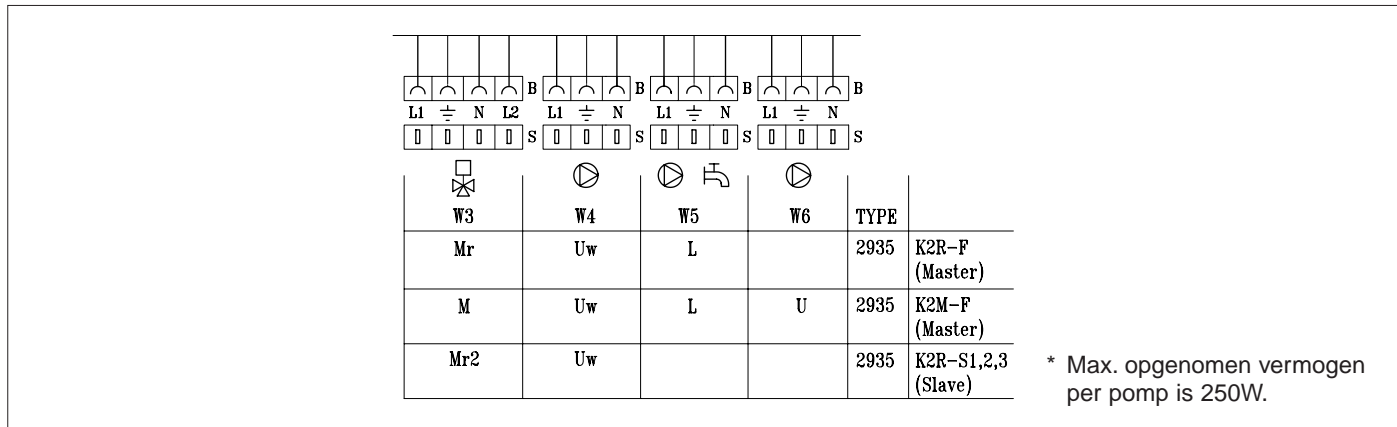 B B B B
L1 N L2 L1 N L1 N L1 N
S S S S
W3 W4 W5 W6 TYPE
Mr Uw L 2935 K2R-F
(Master)
M Uw L U 2935 K2M-F
(Master)
Mr2 Uw 2935 K2R-S1,2,3
(Slave)
* Max. opgenomen vermogen
per pomp is 250W.